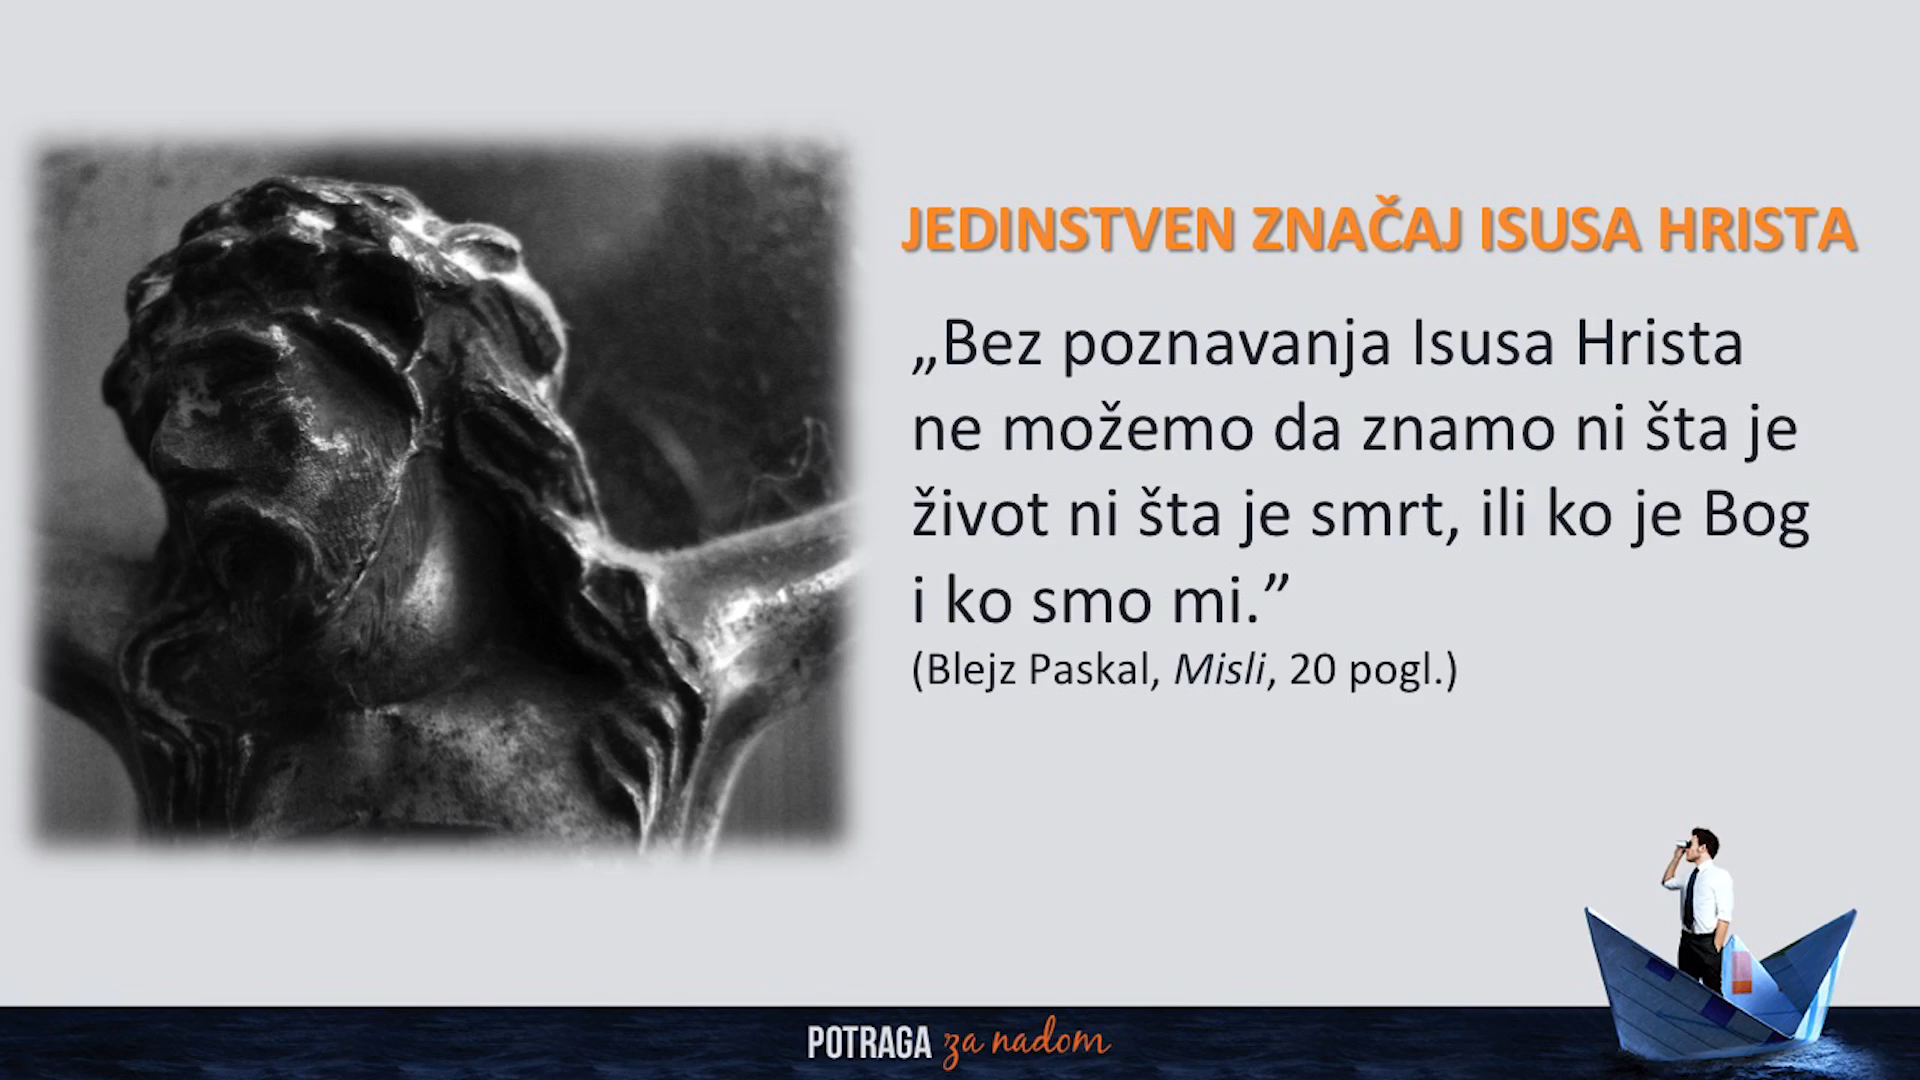 JEDINSTVEN ZNAČAJ ISUSA HRISTA
„Bez poznavanja Isusa Hrista
ne možemo da znamo ni šta je
život ni šta je smrt, ili ko je Bog
i ko smo mi.”
(Blejz Paskal, Misli, 20 pogl.)
POTRAGA za nadom